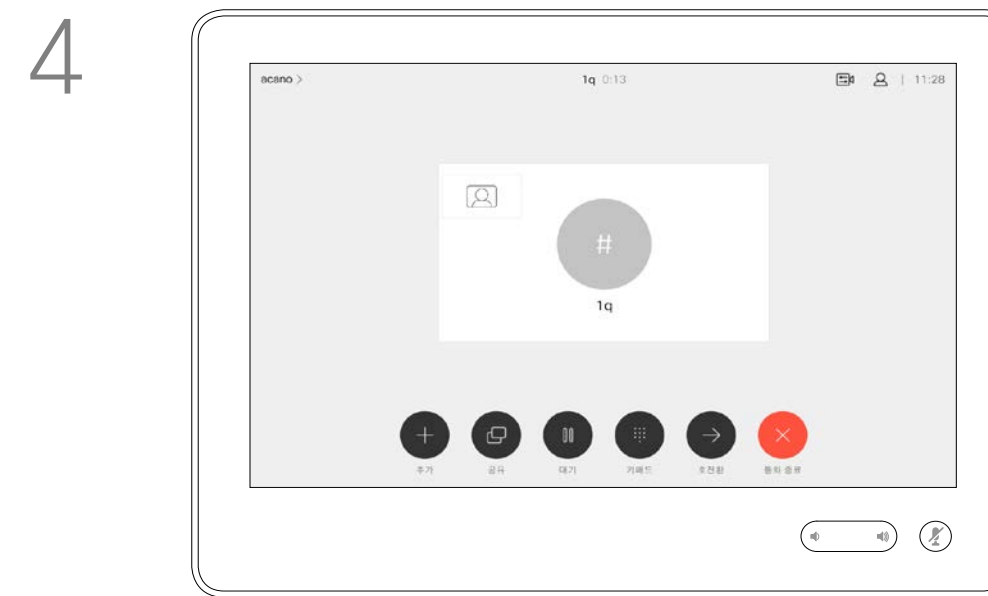 4
acano >
1q 0:13
| 11:28
#
1q
추가
공유
대기
키패드
호전환
통화 종료